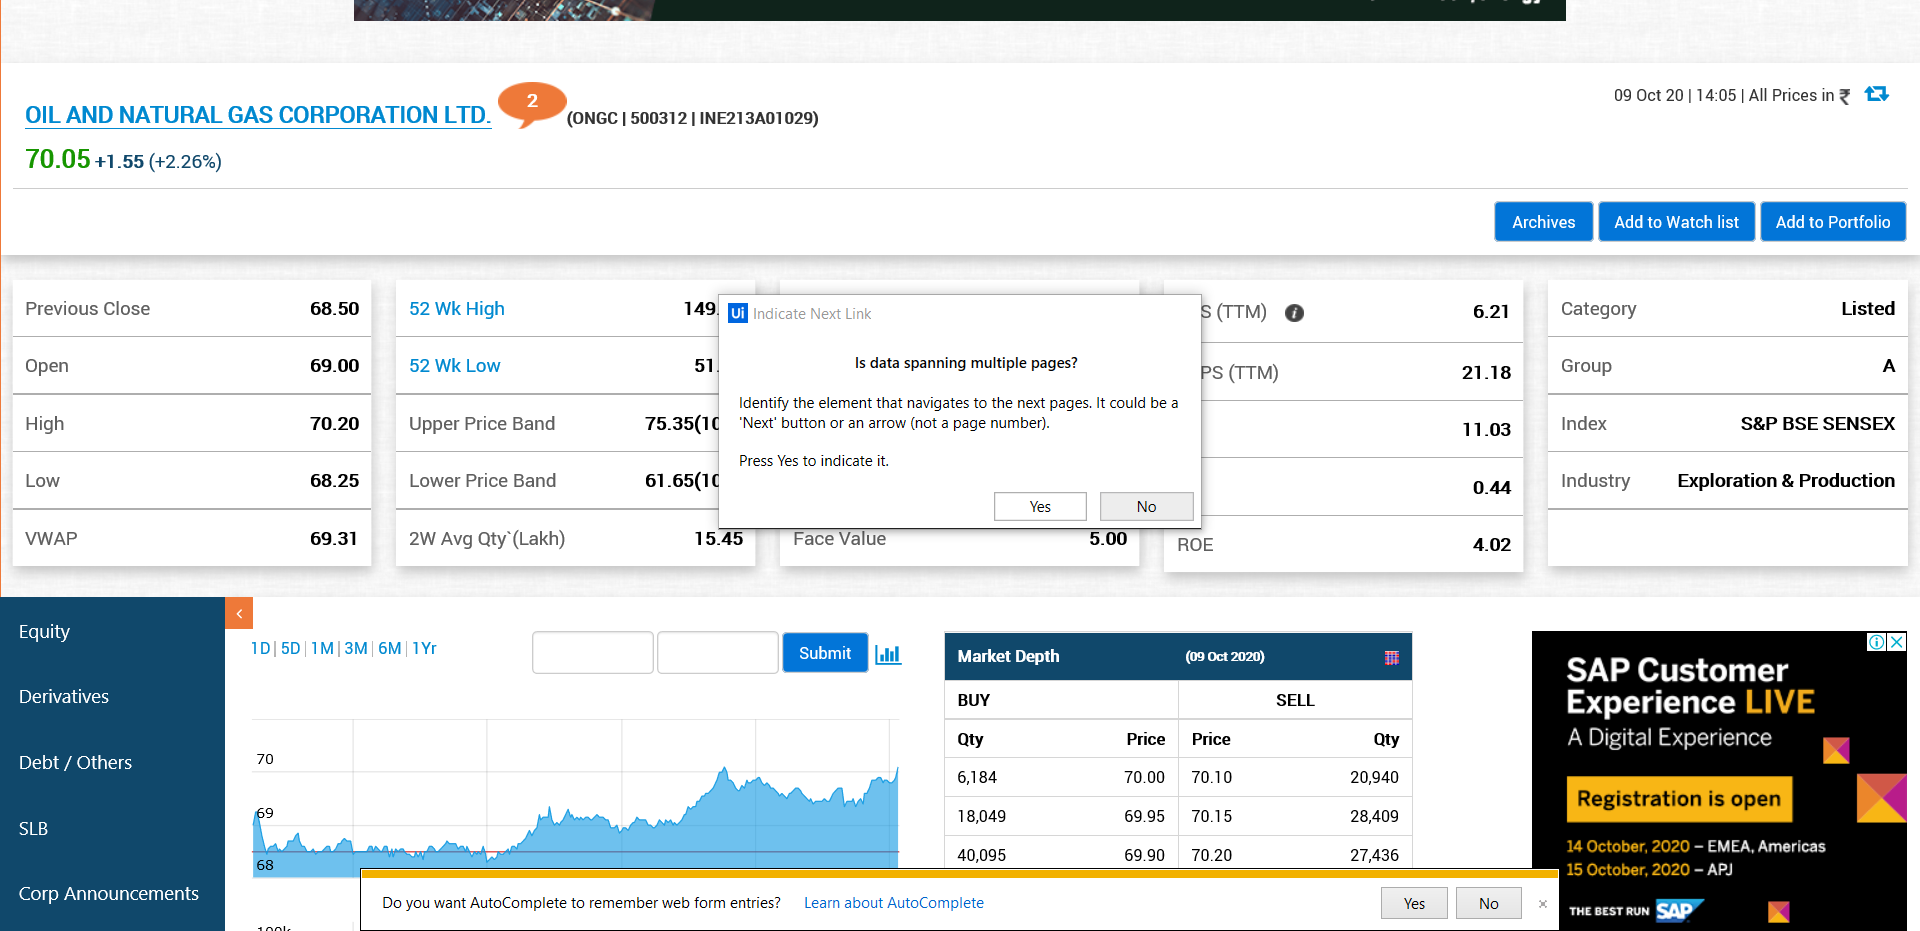 OIL AND NATURAL GAS CORPORATION LTD.
2
(ONGC | 500312 | INE213A01029)
09 Oct 20 | 14:05 | All Prices in ₹
70.05 +1.55 (+2.26%)
Archives
Add to Watch list
Add to Portfolio
Previous Close 68.50
Open 69.00
High 70.20
Low 68.25
VWAP 69.31
52 Wk High 149.
52 Wk Low 51.
Upper Price Band 75.35(10
Lower Price Band 61.65(10
2W Avg Qty`(Lakh) 15.45
Face Value 5.00
Ui Indicate Next Link
Is data spanning multiple pages?
Identify the element that navigates to the next pages. It could be a
'Next' button or an arrow (not a page number).
Press Yes to indicate it.
Yes
No
S (TTM) i 6.21
PS (TTM) 21.18
11.03
0.44
ROE 4.02
Category Listed
Group A
Index S&P BSE SENSEX
Industry Exploration & Production
Equity
Derivatives
Debt / Others
SLB
Corp Announcements
1D | 5D | 1M | 3M | 6M | 1Yr
Submit
70
69
68
Market Depth (09 Oct 2020)
BUY SELL
Qty Price Price Qty
6,184 70.00 70.10 20,940
18,049 69.95 70.15 28,409
40,095 69.90 70.20 27,436
SAP Customer
Experience LIVE
A Digital Experience
Registration is open
14 October, 2020 – EMEA, Americas
15 October, 2020 – APJ
THE BEST RUN SAP
Do you want AutoComplete to remember web form entries? Learn about AutoComplete
Yes
No